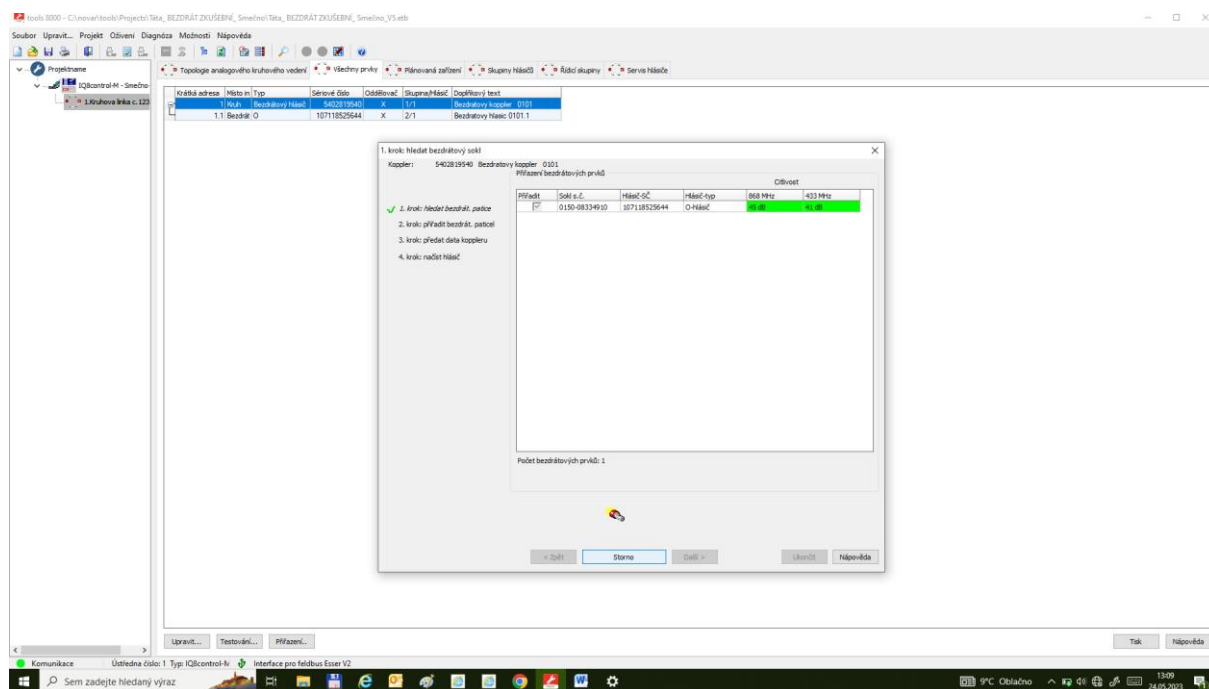 tools 8000 - C:\novar\tools\Projects\Táta_ BEZDRÁT ZKUŠEBNÍ_ Smečno\Táta_ BEZDRÁT ZKUŠEBNÍ_ Smečno_V5.etb
Soubor Upravit... Projekt Oživení Diagnóza Možnosti Nápověda
Projektname
IQ8control-M - Smečno-
1.Kruhova linka c. 123
Topologie analogového kruhového vedení Všechny prvky Plánovaná zařízení Skupiny hlásičů Řídicí skupiny Servis hlásiče
Krátká adresa Místo in Typ Sériové číslo Oddělovač Skupina/Hlásič Doplňkový text
1 Kruh Bezdrátový hlásič 5402819540 X 1/1 Bezdratovy koppler 0101
1.1 Bezdrát O 107118525644 X 2/1 Bezdratovy hlasic 0101.1
1. krok: hledat bezdrátový sokl
Koppler: 5402819540 Bezdratovy koppler 0101
Přiřazení bezdrátových prvků
Citlivost
Přiřadit Sokl s.č. Hlásič-SČ Hlásič-typ 868 MHz 433 MHz
0150-08334910 107118525644 O-hlásič 45 dB 41 dB
1. krok: hledat bezdrát. patice
2. krok: přiřadit bezdrát. paticel
3. krok: předat data koppleru
4. krok: načíst hlásič
Počet bezdrátových prvků: 1
< Zpět Storno Další > Ukončit Nápověda
Upravit... Testování... Přiřazení.. Tisk Nápověda
Komunikace Ústředna číslo: 1 Typ: IQ8control-M Interface pro feldbus Esser V2
Sem zadejte hledaný výraz
9°C Oblačno
13:09
24.05.2023